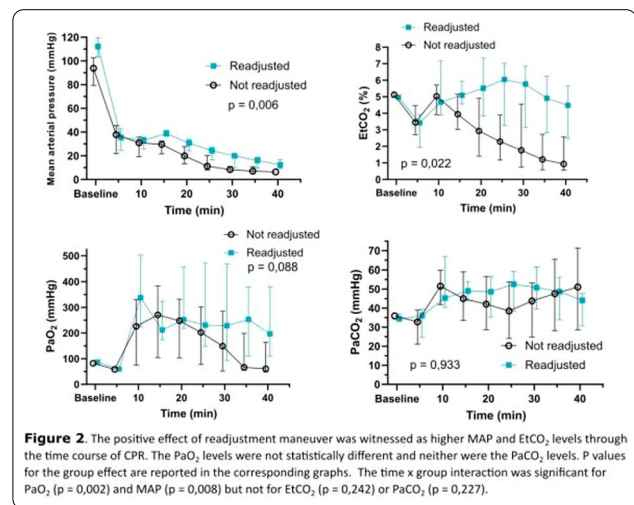 Mean arterial pressure (mmHg)
120
100
80
60
40
20
0
Readjusted
Not readjusted
p = 0,006
Baseline 10 20 30 40
Time (min)
EtCO2 (%)
8
7
6
5
4
3
2
1
0
Readjusted
Not readjusted
p = 0,022
Baseline 10 20 30 40
Time (min)
PaO2 (mmHg)
500
400
300
200
100
0
Not readjusted
Readjusted
p = 0,088
Baseline 10 20 30 40
Time (min)
PaCO2 (mmHg)
70
60
50
40
30
20
10
0
Not readjusted
Readjusted
p = 0,933
Baseline 10 20 30 40
Time (min)
Figure 2. The positive effect of readjustment maneuver was witnessed as higher MAP and EtCO2 levels through
the time course of CPR. The PaO2 levels were not statistically different and neither were the PaCO2 levels. P values
for the group effect are reported in the corresponding graphs. The time x group interaction was significant for
PaO2 (p = 0,002) and MAP (p = 0,008) but not for EtCO2 (p = 0,242) or PaCO2 (p = 0,227).